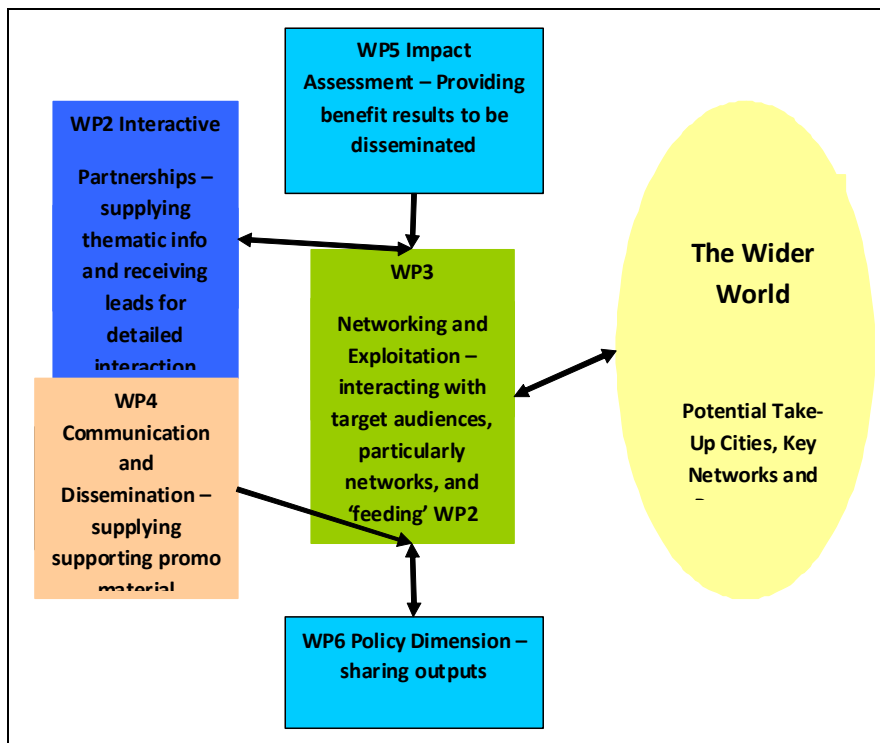 WP5 Impact
Assessment – Providing
benefit results to be
disseminated
WP2 Interactive
Partnerships –
supplying
thematic info
and receiving
leads for
detailed
interaction
WP4
Communication
and
Dissemination –
supplying
supporting promo
material
WP3
Networking and
Exploitation –
interacting with
target audiences,
particularly
networks, and
‘feeding’ WP2
The Wider
World
Potential Take-
Up Cities, Key
Networks and
WP6 Policy Dimension –
sharing outputs